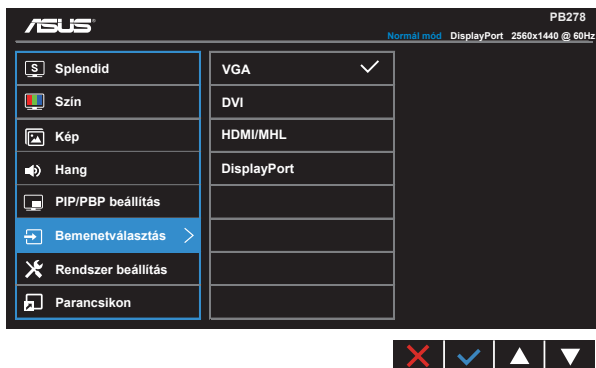 ASUS PB278
Normál mód DisplayPort 2560x1440 @ 60Hz
S Splendid
Szín
Kép
Hang
PIP/PBP beállítás
Bemenetválasztás
Rendszer beállítás
Parancsikon
VGA
DVI
HDMI/MHL
DisplayPort